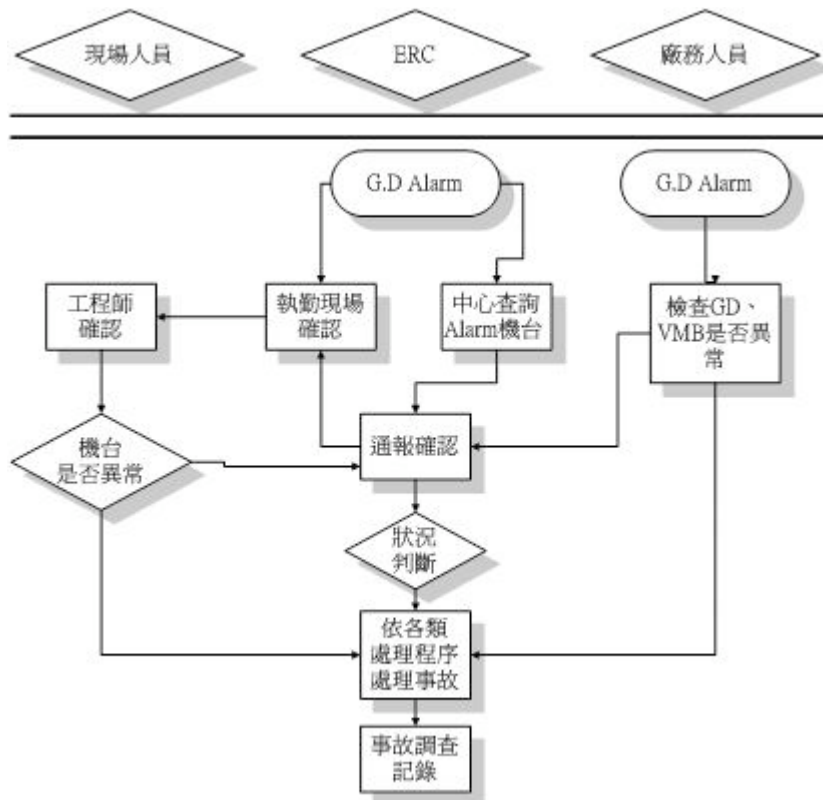 現場人員
ERC
廠務人員
G.D Alarm
G.D Alarm
工程師
確認
執勤現場
確認
中心查詢
Alarm機台
檢查GD、
VMB是否異
常
機台
是否異常
通報確認
狀況
判斷
依各類
處理程序
處理事故
事故調查
記錄